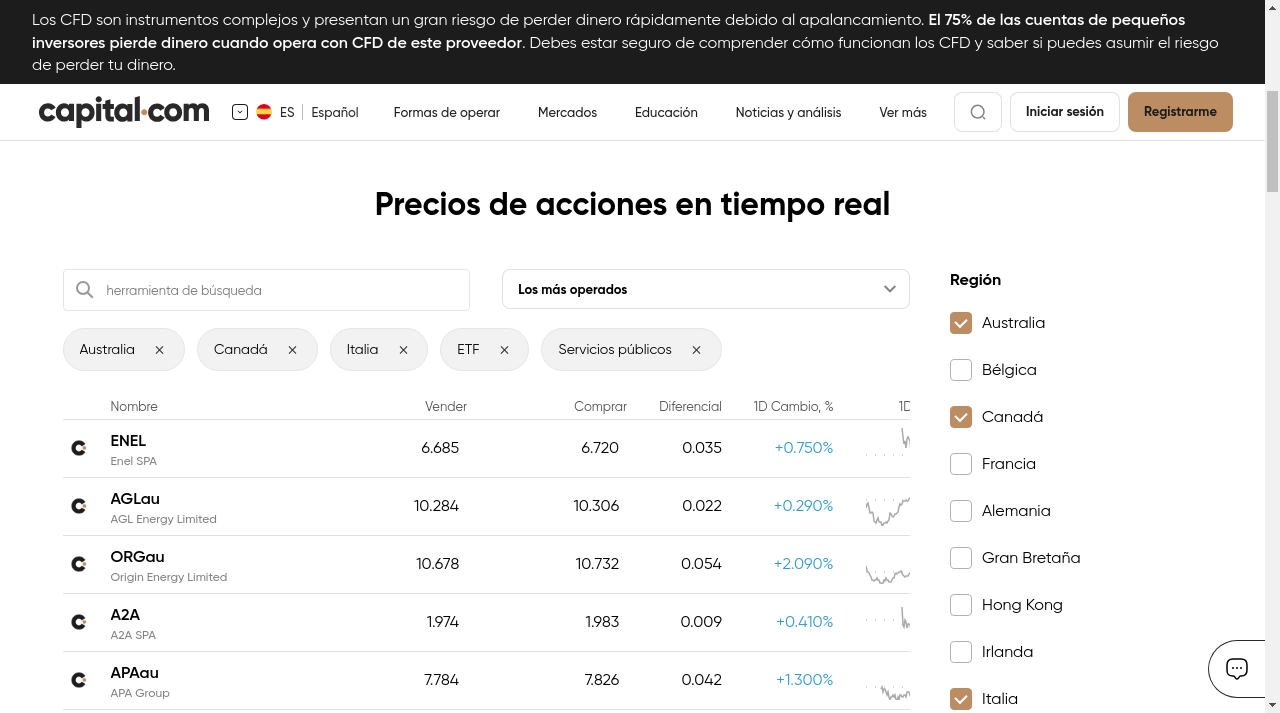 Los CFD son instrumentos complejos y presentan un gran riesgo de perder dinero rápidamente debido al apalancamiento. El 75% de las cuentas de pequeños
inversores pierde dinero cuando opera con CFD de este proveedor. Debes estar seguro de comprender cómo funcionan los CFD y saber si puedes asumir el riesgo
de perder tu dinero.
capital.com ES Español Formas de operar Mercados Educación Noticias y análisis Ver más Iniciar sesión Registrarme
Precios de acciones en tiempo real
herramienta de búsqueda Los más operados
Australia Canadá Italia ETF Servicios públicos
Nombre Vender Comprar Diferencial 1D Cambio, % 1D
ENEL 6.685 6.720 0.035 +0.750%
Enel SPA
AGLau 10.284 10.306 0.022 +0.290%
AGL Energy Limited
ORGau 10.678 10.732 0.054 +2.090%
Origin Energy Limited
A2A 1.974 1.983 0.009 +0.410%
A2A SPA
APAau 7.784 7.826 0.042 +1.300%
APA Group
Región
Australia
Bélgica
Canadá
Francia
Alemania
Gran Bretaña
Hong Kong
Irlanda
Italia